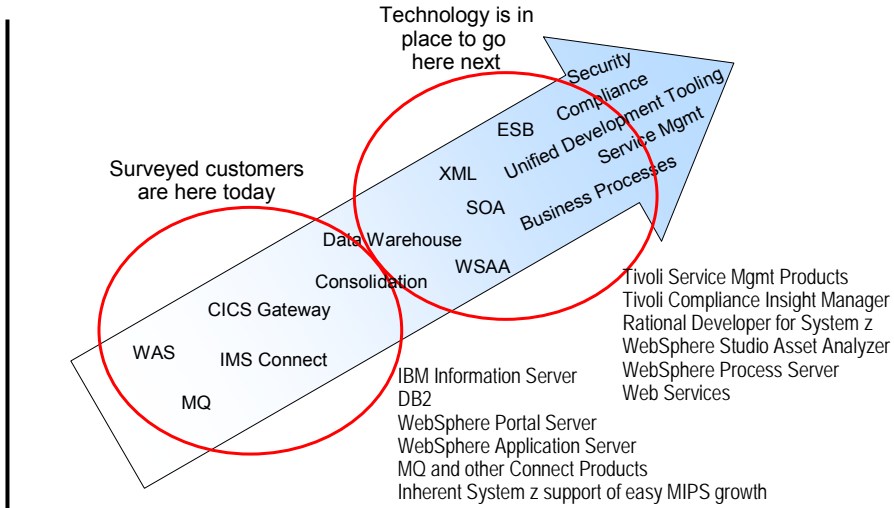 Technology is in
place to go
here next
Surveyed customers
are here today
Security
Compliance
Unified Development Tooling
Service Mgmt
Business Processes
ESB
XML
SOA
WSAA
Data Warehouse
Consolidation
CICS Gateway
WAS
IMS Connect
MQ
Tivoli Service Mgmt Products
Tivoli Compliance Insight Manager
Rational Developer for System z
WebSphere Studio Asset Analyzer
WebSphere Process Server
Web Services
IBM Information Server
DB2
WebSphere Portal Server
WebSphere Application Server
MQ and other Connect Products
Inherent System z support of easy MIPS growth